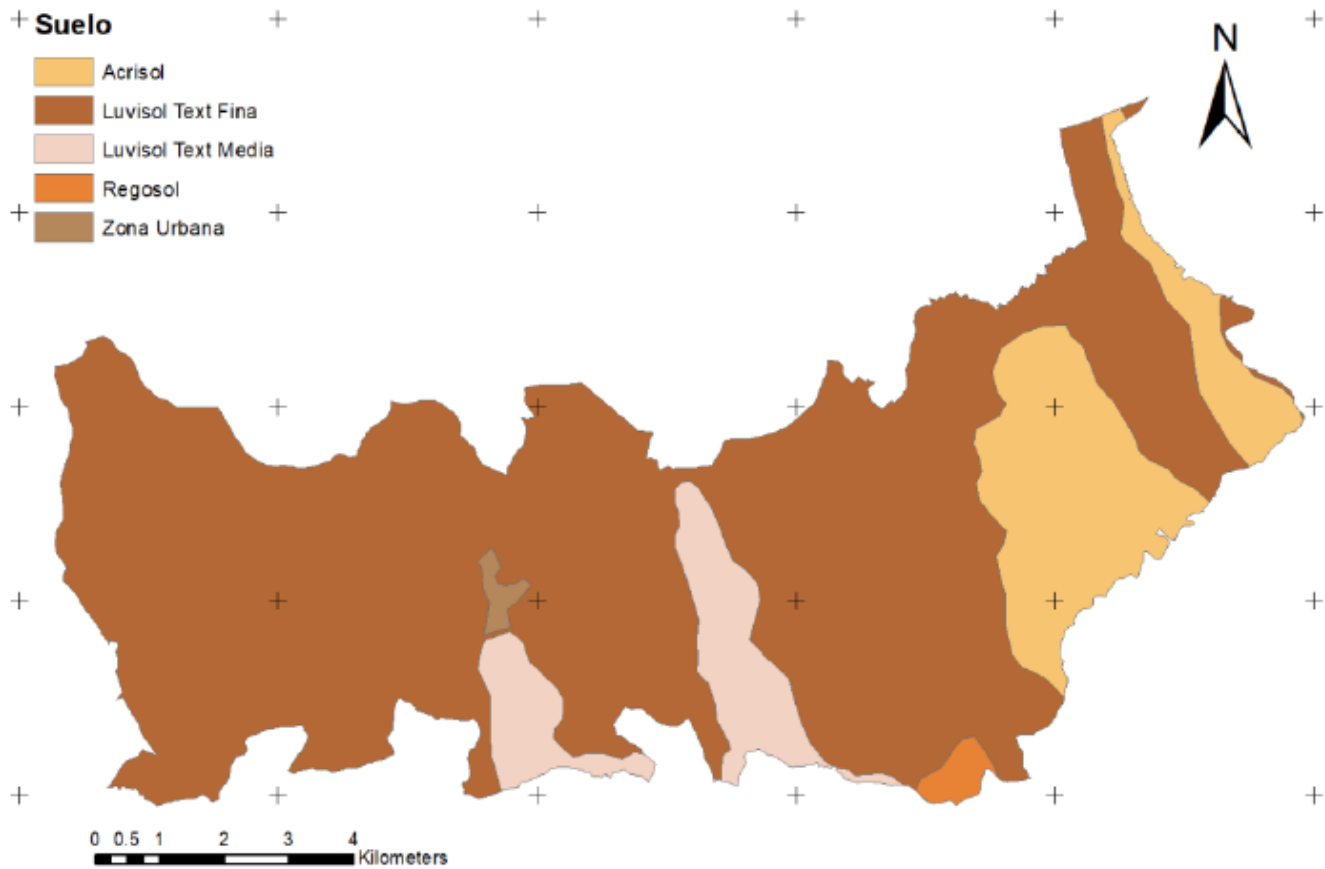 Suelo
Acrisol
Luvisol Text Fina
Luvisol Text Media
Regosol
Zona Urbana
N
0 0.5 1 2 3 4
Kilometers